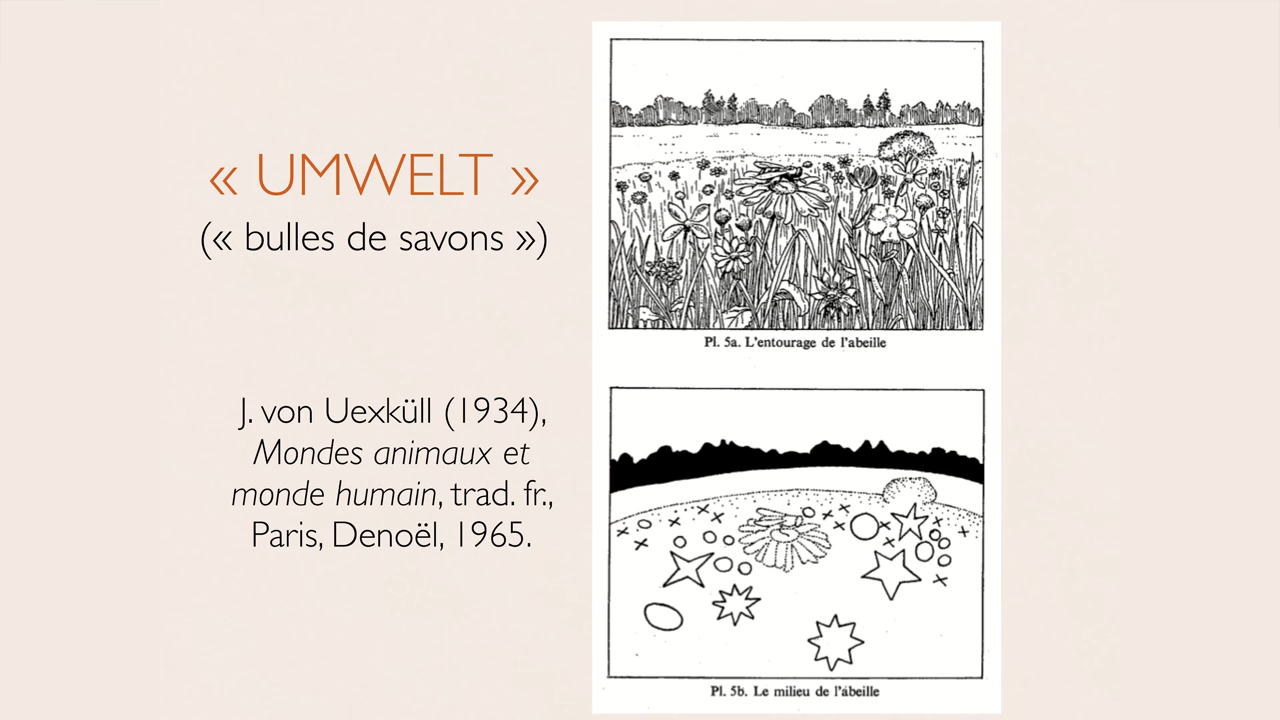 « UMWELT »
(« bulles de savons »)
J. von Uexküll (1934),
Mondes animaux et
monde humain, trad. fr.,
Paris, Denoël, 1965.
Pl. 5a. L'entourage de l'abeille
Pl. 5b. Le milieu de l'ábeille